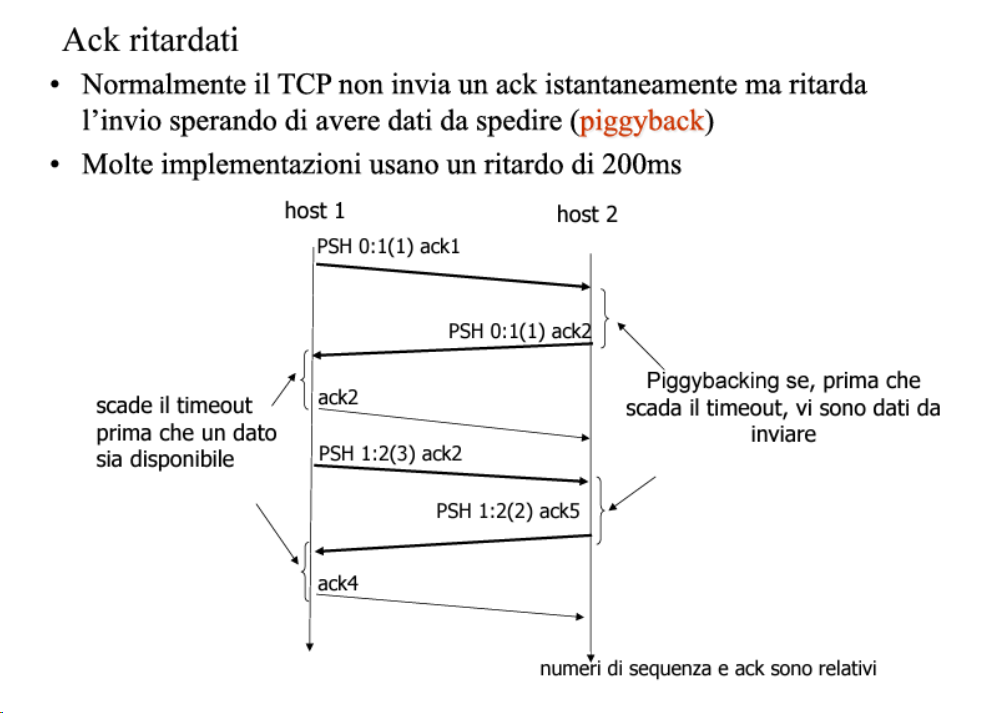 Ack ritardati
• Normalmente il TCP non invia un ack istantaneamente ma ritarda
l’invio sperando di avere dati da spedire (piggyback)
• Molte implementazioni usano un ritardo di 200ms
host 1
host 2
PSH 0:1(1) ack1
PSH 0:1(1) ack2
Piggybacking se, prima che
scada il timeout, vi sono dati da
inviare
scade il timeout
prima che un dato
sia disponibile
ack2
PSH 1:2(3) ack2
PSH 1:2(2) ack5
ack4
numeri di sequenza e ack sono relativi